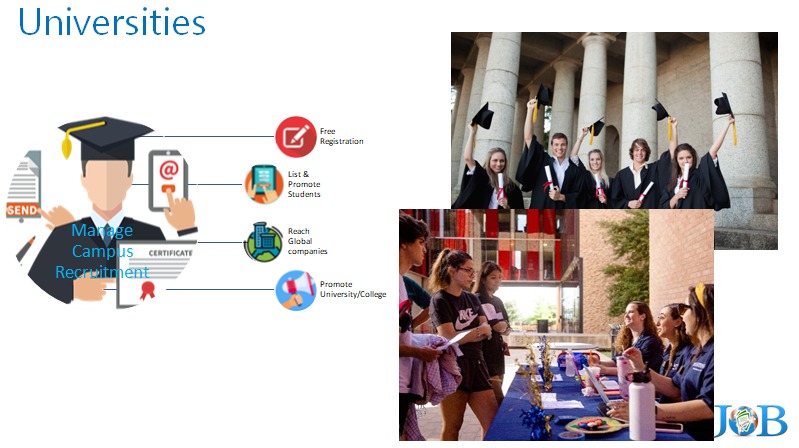 Universities
Free
Registration
List &
Promote
Students
SEND
Manage
Campus
Recruitment
CERTIFICATE
Reach
Global
companies
Promote
University/College
NIKE
JOB